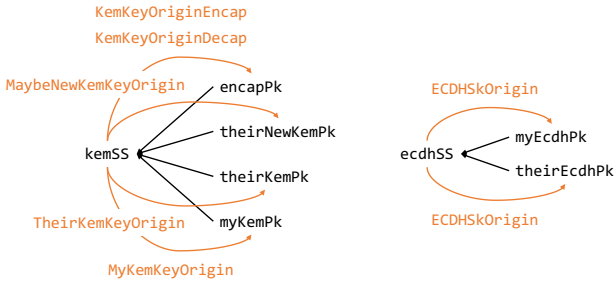 KemKeyOriginEncap
KemKeyOriginDecap
MaybeNewKemKeyOrigin
encapPk
theirNewKemPk
kemSS
theirKemPk
TheirKemKeyOrigin
myKemPk
MyKemKeyOrigin
ECDHSkOrigin
myEcdhPk
ecdhSS
theirEcdhPk
ECDHSkOrigin